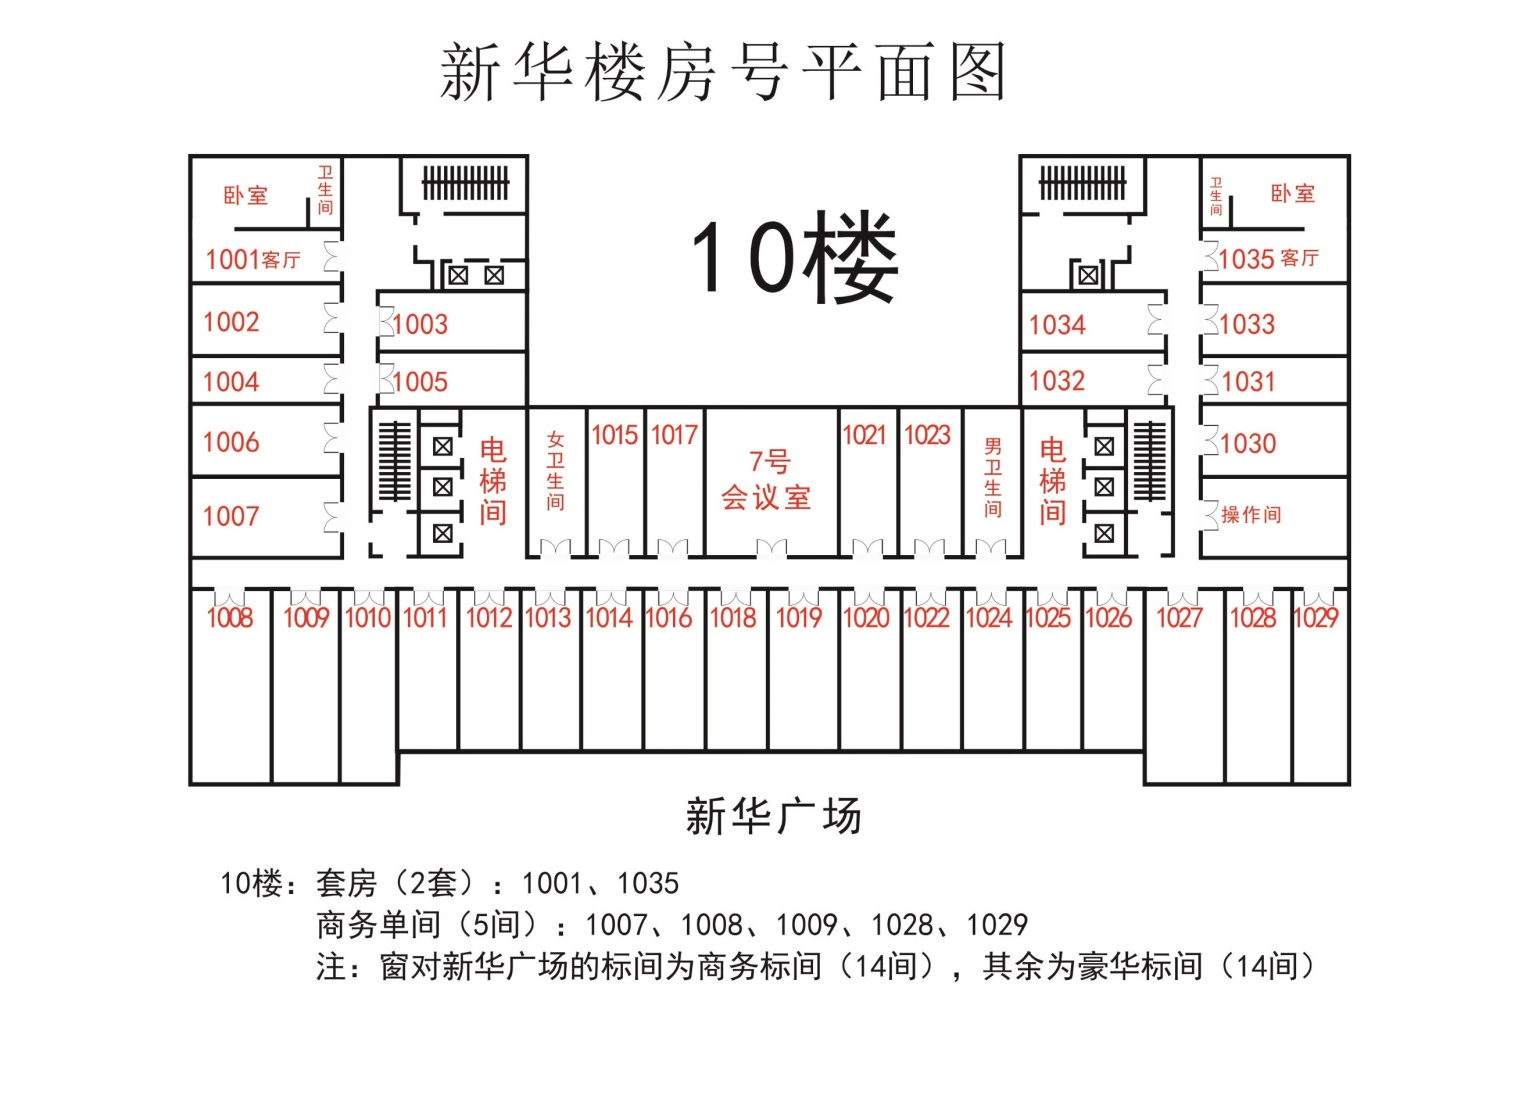 新华楼房号平面图
10楼
卧室
卫生间
1001客厅
1002
1003
1004
1005
1006
1007
电梯间
女卫生间
1015
1017
7号
会议室
1021
1023
男卫生间
电梯间
卫生间
卧室
1035 客厅
1034
1033
1032
1031
1030
操作间
1008
1009
1010
1011
1012
1013
1014
1016
1018
1019
1020
1022
1024
1025
1026
1027
1028
1029
新华广场
10楼：套房（2套）：1001、1035
商务单间（5间）：1007、1008、1009、1028、1029
注：窗对新华广场的标间为商务标间（14间），其余为豪华标间（14间）